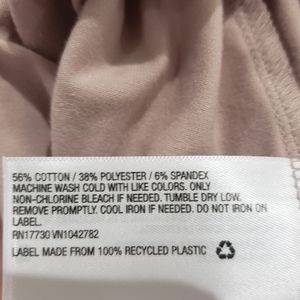 56% COTTON / 38% POLYESTER / 6% SPANDEX
MACHINE WASH COLD WITH LIKE COLORS. ONLY
NON-CHLORINE BLEACH IF NEEDED. TUMBLE DRY LOW.
REMOVE PROMPTLY. COOL IRON IF NEEDED. DO NOT IRON ON
LABEL.
RN17730 VN1042782
LABEL MADE FROM 100% RECYCLED PLASTIC